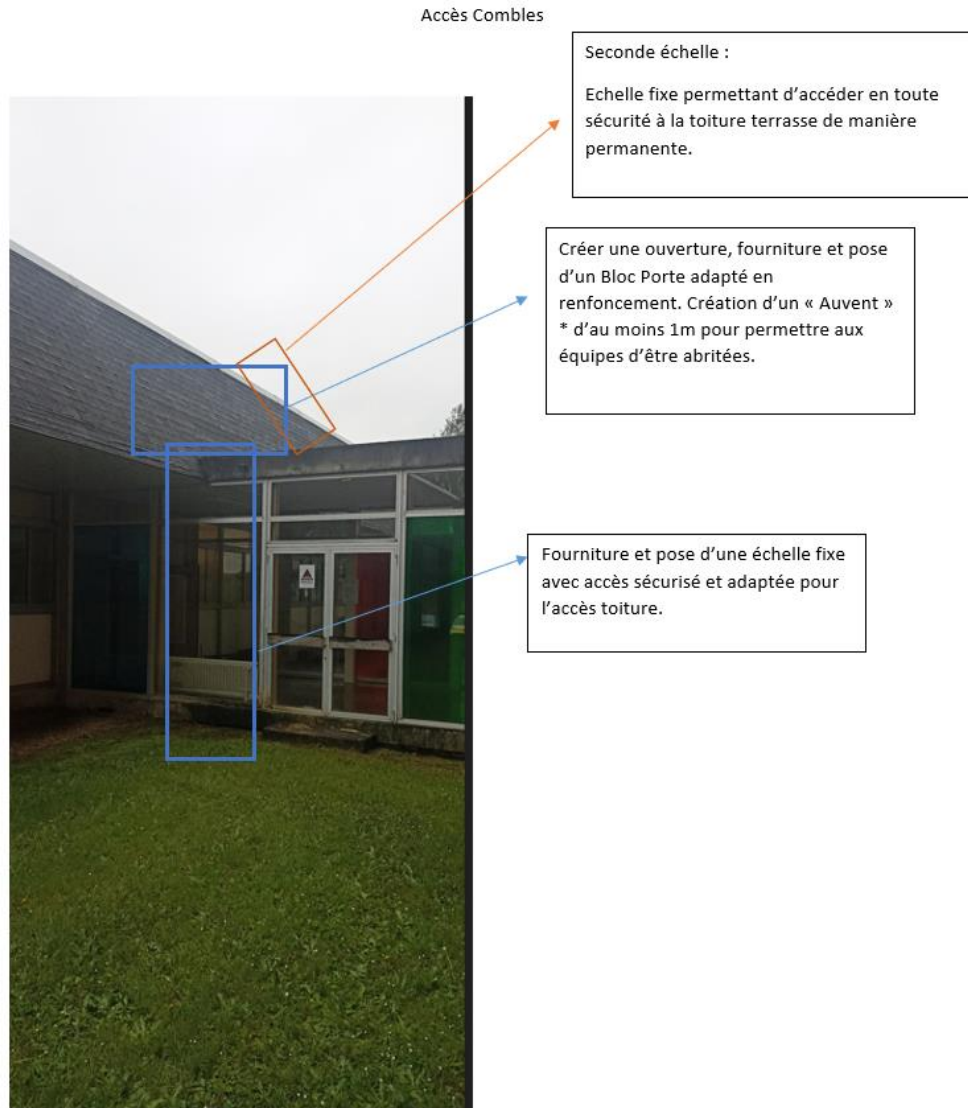 Accès Combles
Seconde échelle :
Echelle fixe permettant d’accéder en toute
sécurité à la toiture terrasse de manière
permanente.
Créer une ouverture, fourniture et pose
d’un Bloc Porte adapté en
renfoncement. Création d’un « Auvent »
* d’au moins 1m pour permettre aux
équipes d’être abritées.
Fourniture et pose d’une échelle fixe
avec accès sécurisé et adaptée pour
l’accès toiture.